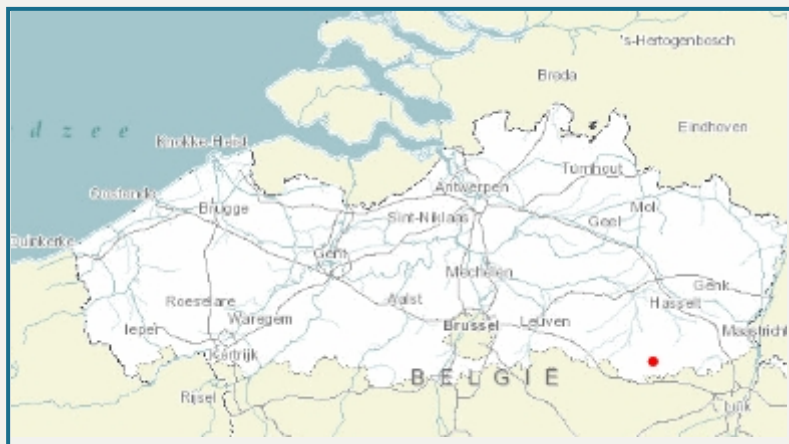 's-Hertogenbosch
Breda
Eindhoven
d z e e
Knokke-Heist
Turnhout
Antwerpen
Oostende
Brugge
Sint-Niklaas
Geel
Mol
Duinkerke
Gent
Mechelen
Genk
Roeselare
Aalst
Hasselt
Waregem
Brussel
Leuven
Maastricht
Ieper
Kortrijk
BELGIË
Rijsel
Luik